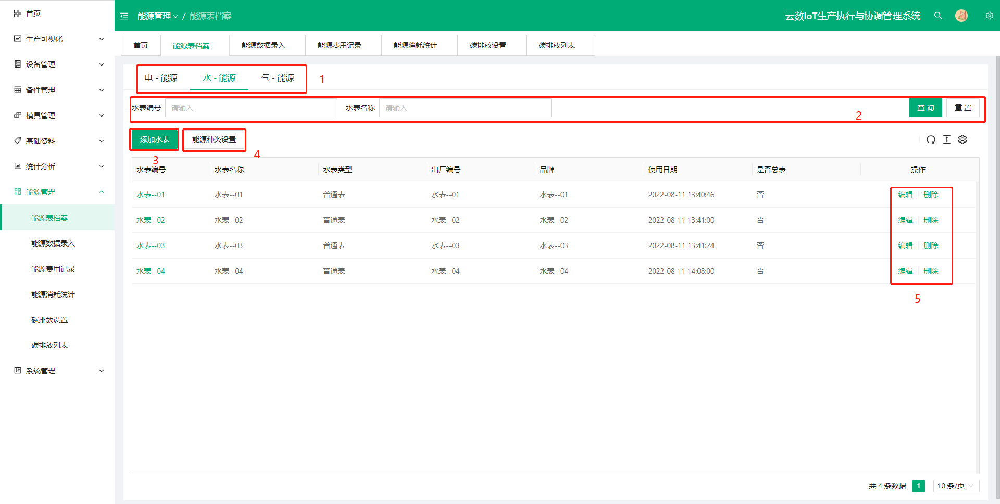 首页
生产可视化
设备管理
备件管理
模具管理
基础资料
统计分析
能源管理
能源表档案
能源数据录入
能源费用记录
能源消耗统计
碳排放设置
碳排放列表
系统管理
能源管理 / 能源表档案
云数IoT生产执行与协调管理系统
首页 能源表档案 能源数据录入 能源费用记录 能源消耗统计 碳排放设置 碳排放列表
电 - 能源 水 - 能源 气 - 能源 1
水表编号 请输入 水表名称 请输入 2 查 询 重 置
添加水表 能源种类设置
3 4
水表编号 水表名称 水表类型 出厂编号 品牌 使用日期 是否总表 操作
水表--01 水表--01 普通表 水表--01 水表--01 2022-08-11 13:40:46 否 编辑 删除
水表--02 水表--02 普通表 水表--02 水表--02 2022-08-11 13:41:00 否 编辑 删除
水表--03 水表--03 普通表 水表--03 水表--03 2022-08-11 13:41:24 否 编辑 删除
水表--04 水表--04 普通表 水表--04 水表--04 2022-08-11 14:08:00 否 编辑 删除
5
共 4 条数据 1 10 条/页